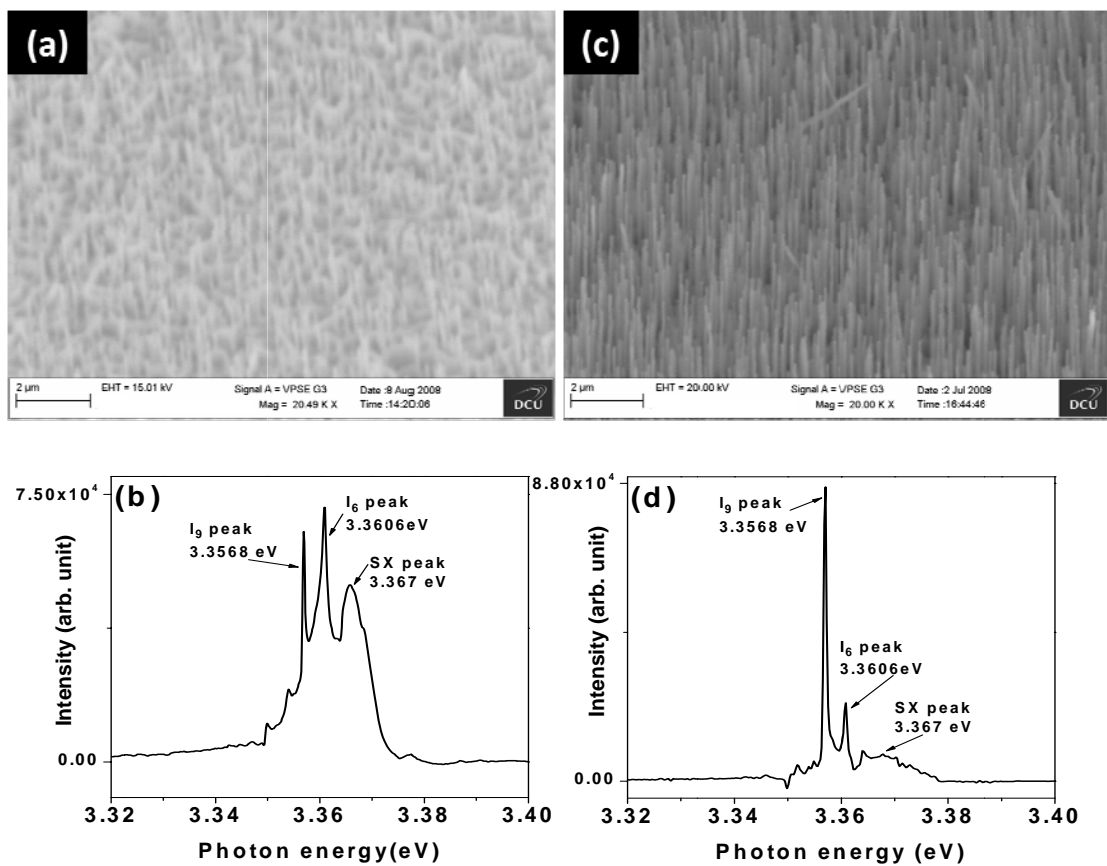 (a)
2 µm
EHT = 15.01 kV
Signal A = VPSE G3
Date :8 Aug 2008
Mag = 20.49 K X
Time :14:20:06
DCU
(c)
2 µm
EHT = 20.00 kV
Signal A = VPSE G3
Date :2 Jul 2008
Mag = 20.00 K X
Time :16:44:46
DCU
(b)
7.50x10⁴
0.00
Intensity (arb. unit)
I₉ peak
3.3568 eV
I₆ peak
3.3606eV
SX peak
3.367 eV
3.32
3.34
3.36
3.38
3.40
Photon energy(eV)
(d)
8.80x10⁴
0.00
Intensity (arb. unit)
I₉ peak
3.3568 eV
I₆ peak
3.3606eV
SX peak
3.367 eV
3.32
3.34
3.36
3.38
3.40
Photon energy (eV)